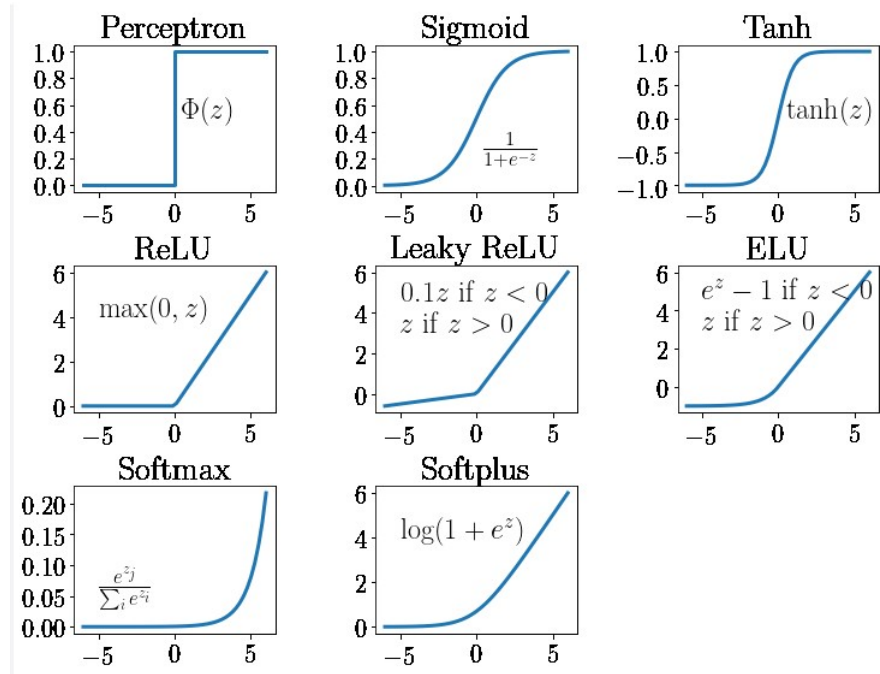 Perceptron Sigmoid Tanh
1.0 0.8 0.6 0.4 0.2 0.0
Φ(z)
−5 0 5
1.0 0.8 0.6 0.4 0.2 0.0
1/(1+e^{−z})
−5 0 5
1.0 0.5 0.0 −0.5 −1.0
tanh(z)
−5 0 5
ReLU Leaky ReLU ELU
6 4 2 0
max(0, z)
−5 0 5
6 4 2 0
0.1z if z < 0
z if z > 0
−5 0 5
6 4 2 0
e^z − 1 if z < 0
z if z > 0
−5 0 5
Softmax Softplus
0.20 0.15 0.10 0.05 0.00
e^{z_j}/∑_i e^{z_i}
−5 0 5
6 4 2 0
log(1 + e^z)
−5 0 5